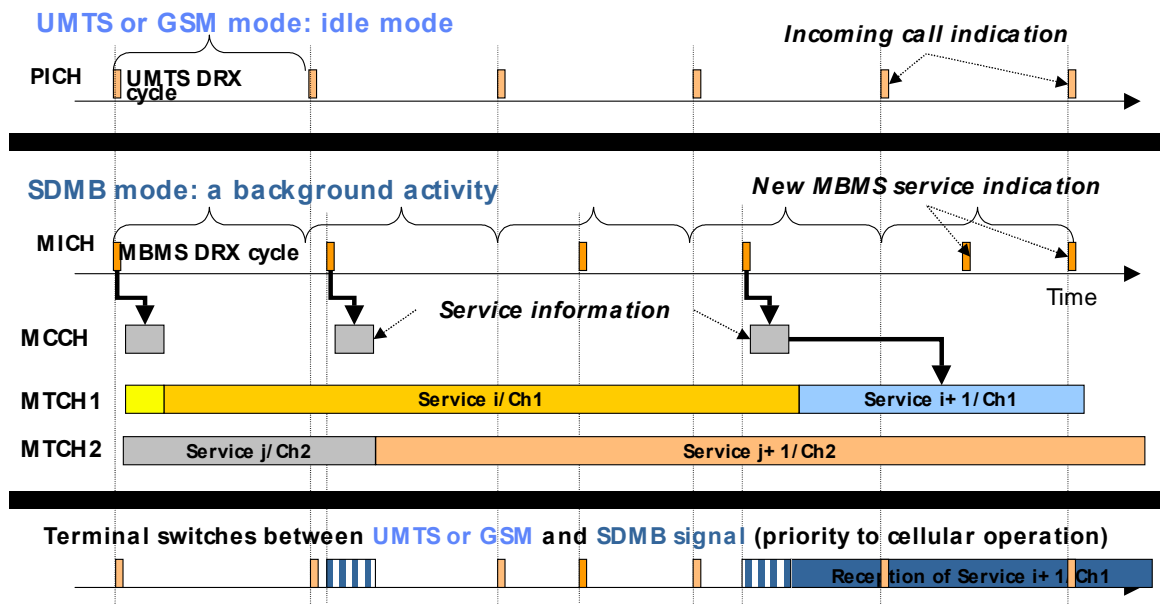 UMTS or GSM mode: idle mode
Incoming call indication
PICH
UMTS DRX
cycle
SDMB mode: a background activity
New MBMS service indication
MICH
MBMS DRX cycle
Time
Service information
MCCH
MTCH1
Service i/Ch1
Service i+1/Ch1
MTCH2
Service j/Ch2
Service j+1/Ch2
Terminal switches between UMTS or GSM and SDMB signal (priority to cellular operation)
Reception of Service i+1/Ch1